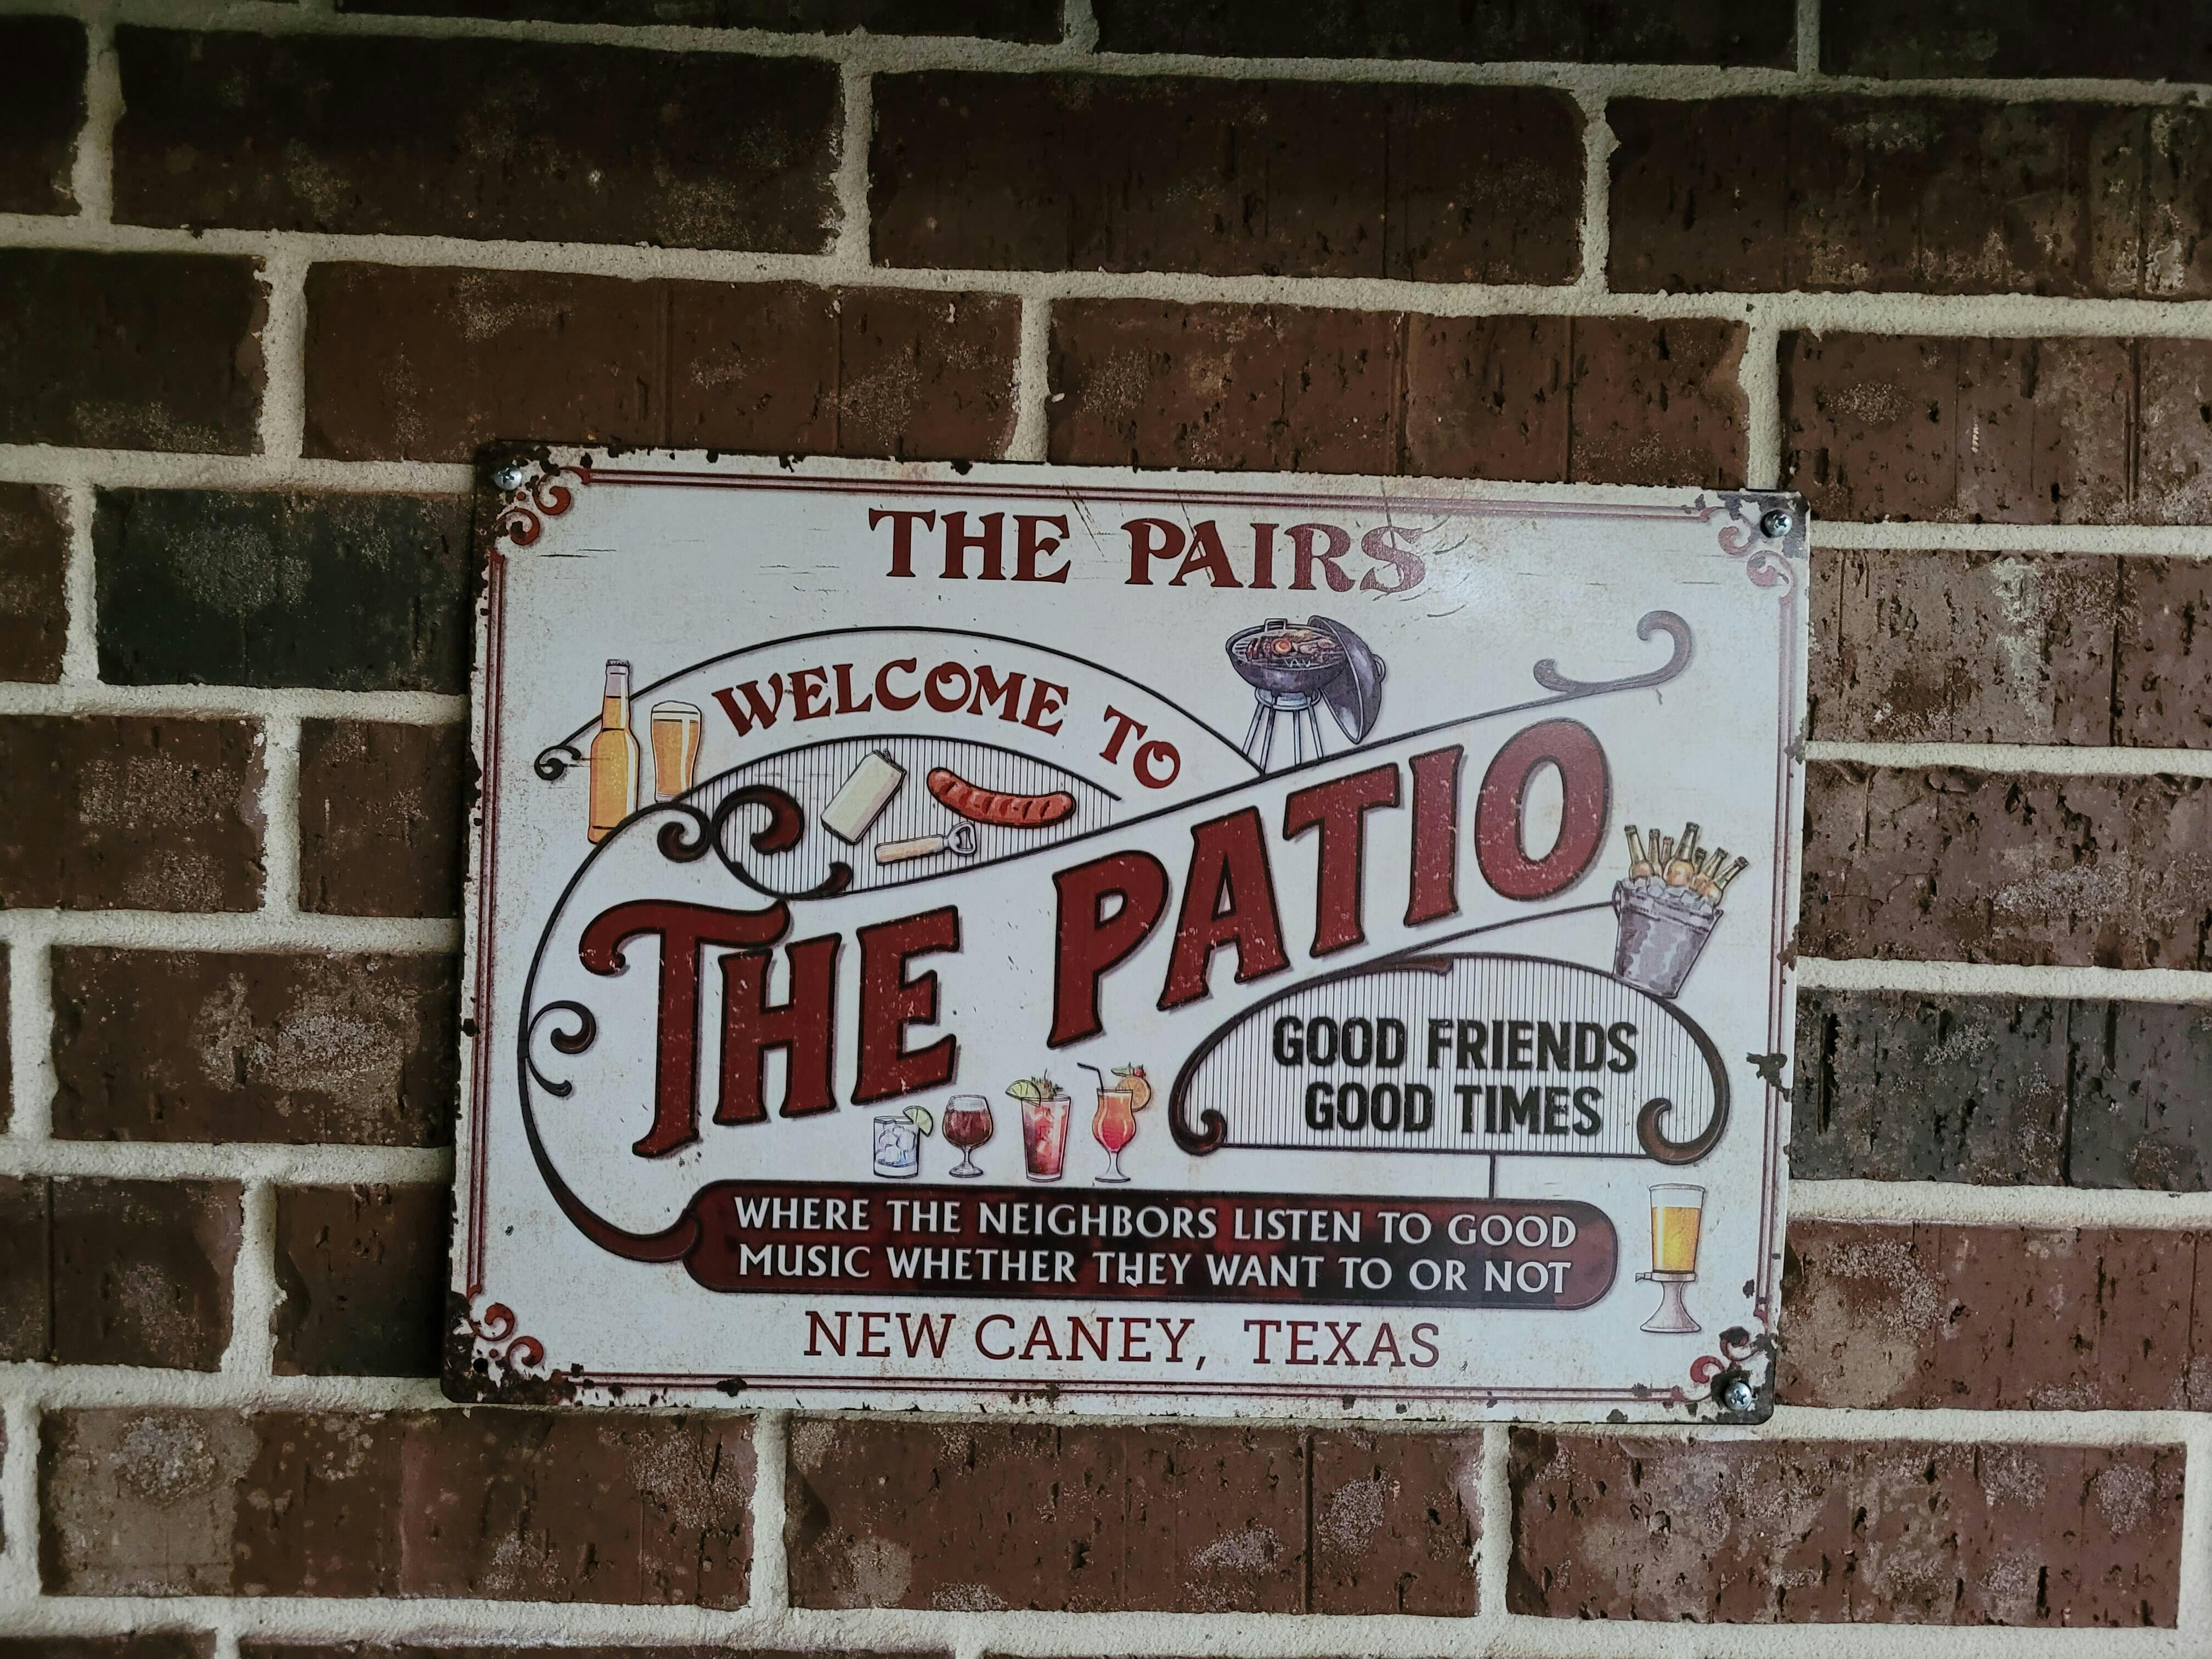 THE PAIRS
WELCOME TO
THE PATIO
GOOD FRIENDS
GOOD TIMES
WHERE THE NEIGHBORS LISTEN TO GOOD
MUSIC WHETHER THEY WANT TO OR NOT
NEW CANEY, TEXAS